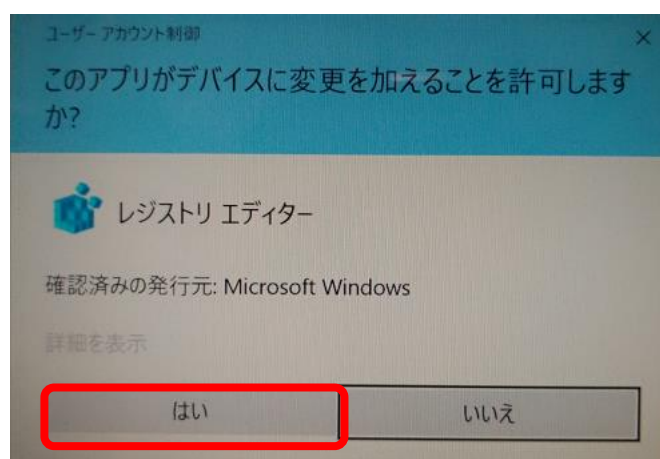 ユーザー アカウント制御
このアプリがデバイスに変更を加えることを許可します
か?
レジストリ エディター
確認済みの発行元: Microsoft Windows
詳細を表示
はい
いいえ